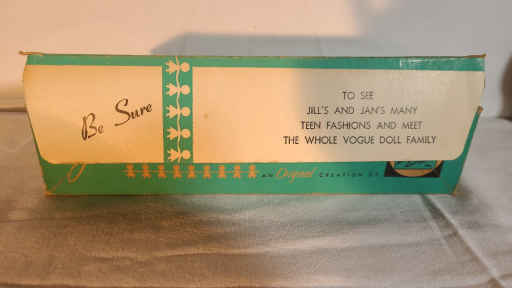 Be Sure
TO SEE
JILL'S AND JAN'S MANY
TEEN FASHIONS AND MEET
THE WHOLE VOGUE DOLL FAMILY
AN Original CREATION BY